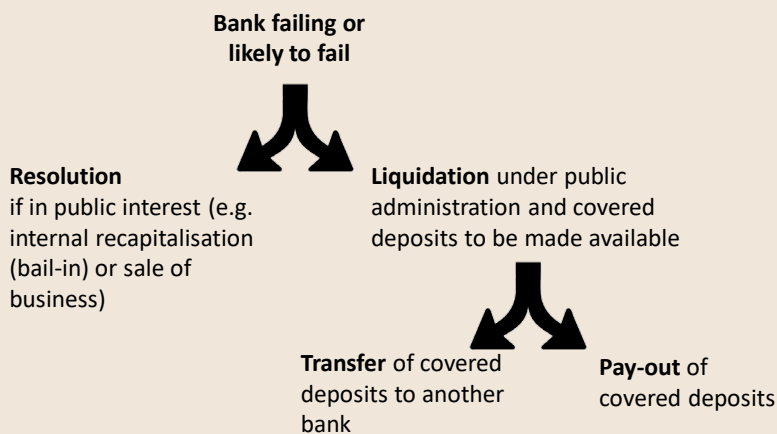 Bank failing or
likely to fail
Resolution
if in public interest (e.g.
internal recapitalisation
(bail-in) or sale of
business)
Liquidation under public
administration and covered
deposits to be made available
Transfer of covered
deposits to another
bank
Pay-out of
covered deposits